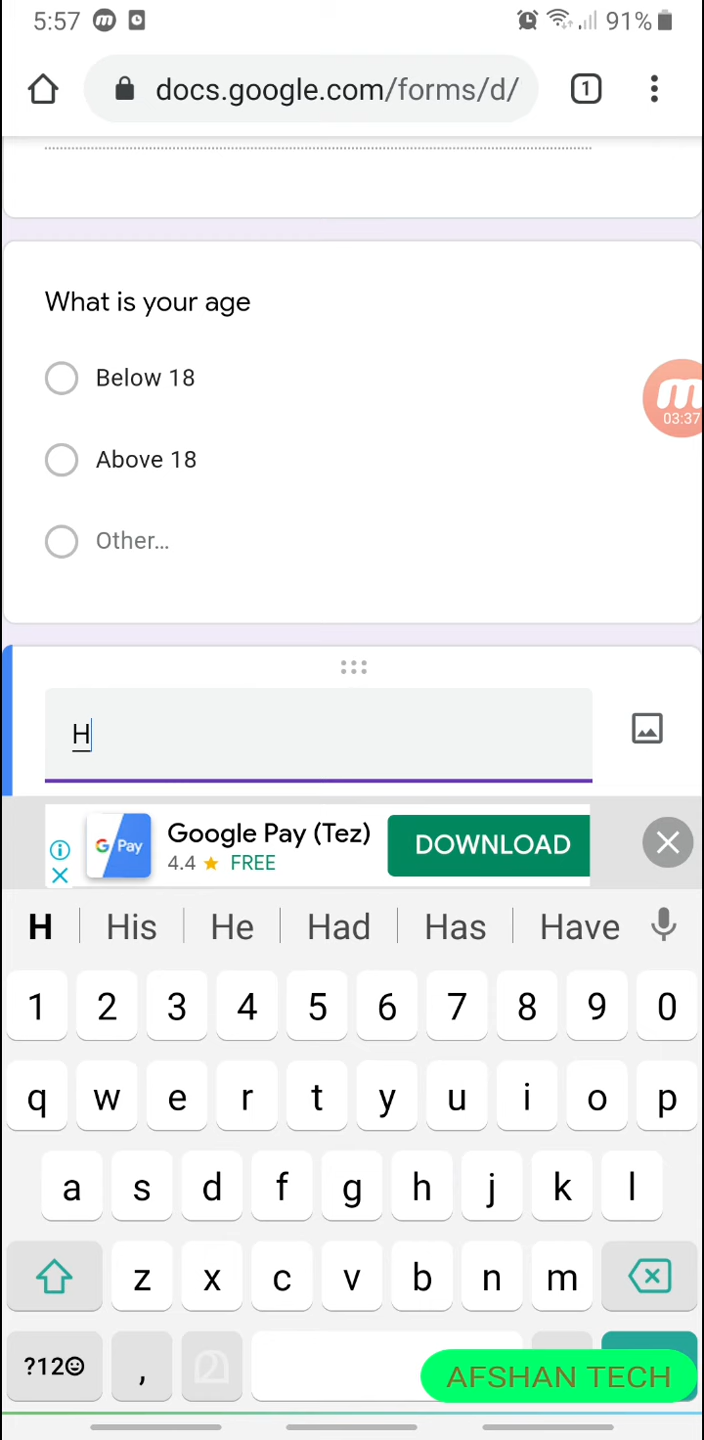 5:57 m 91%
docs.google.com/forms/d/ 1
What is your age
Below 18
Above 18
m
03:37
Other...
H
G Pay Google Pay (Tez) DOWNLOAD
4.4 ★ FREE
H His He Had Has Have
1 2 3 4 5 6 7 8 9 0
q w e r t y u i o p
a s d f g h j k l
z x c v b n m
?12☺ , മ
AFSHAN TECH